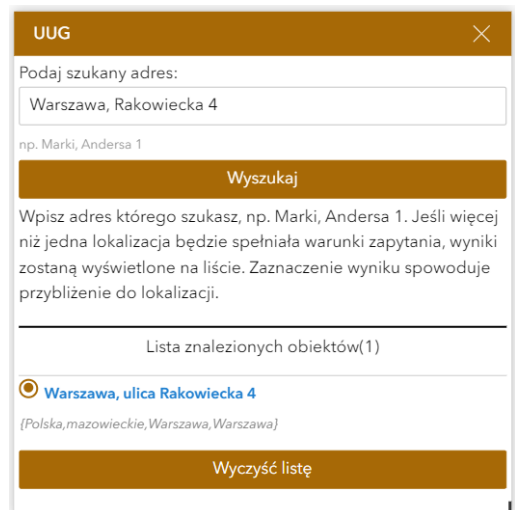 UUG
Podaj szukany adres:
Warszawa, Rakowiecka 4
np. Marki, Andersa 1
Wyszukaj
Wpisz adres którego szukasz, np. Marki, Andersa 1. Jeśli więcej
niż jedna lokalizacja będzie spełniała warunki zapytania, wyniki
zostaną wyświetlone na liście. Zaznaczenie wyniku spowoduje
przybliżenie do lokalizacji.
Lista znalezionych obiektów(1)
Warszawa, ulica Rakowiecka 4
{Polska,mazowieckie,Warszawa,Warszawa}
Wyczyść listę